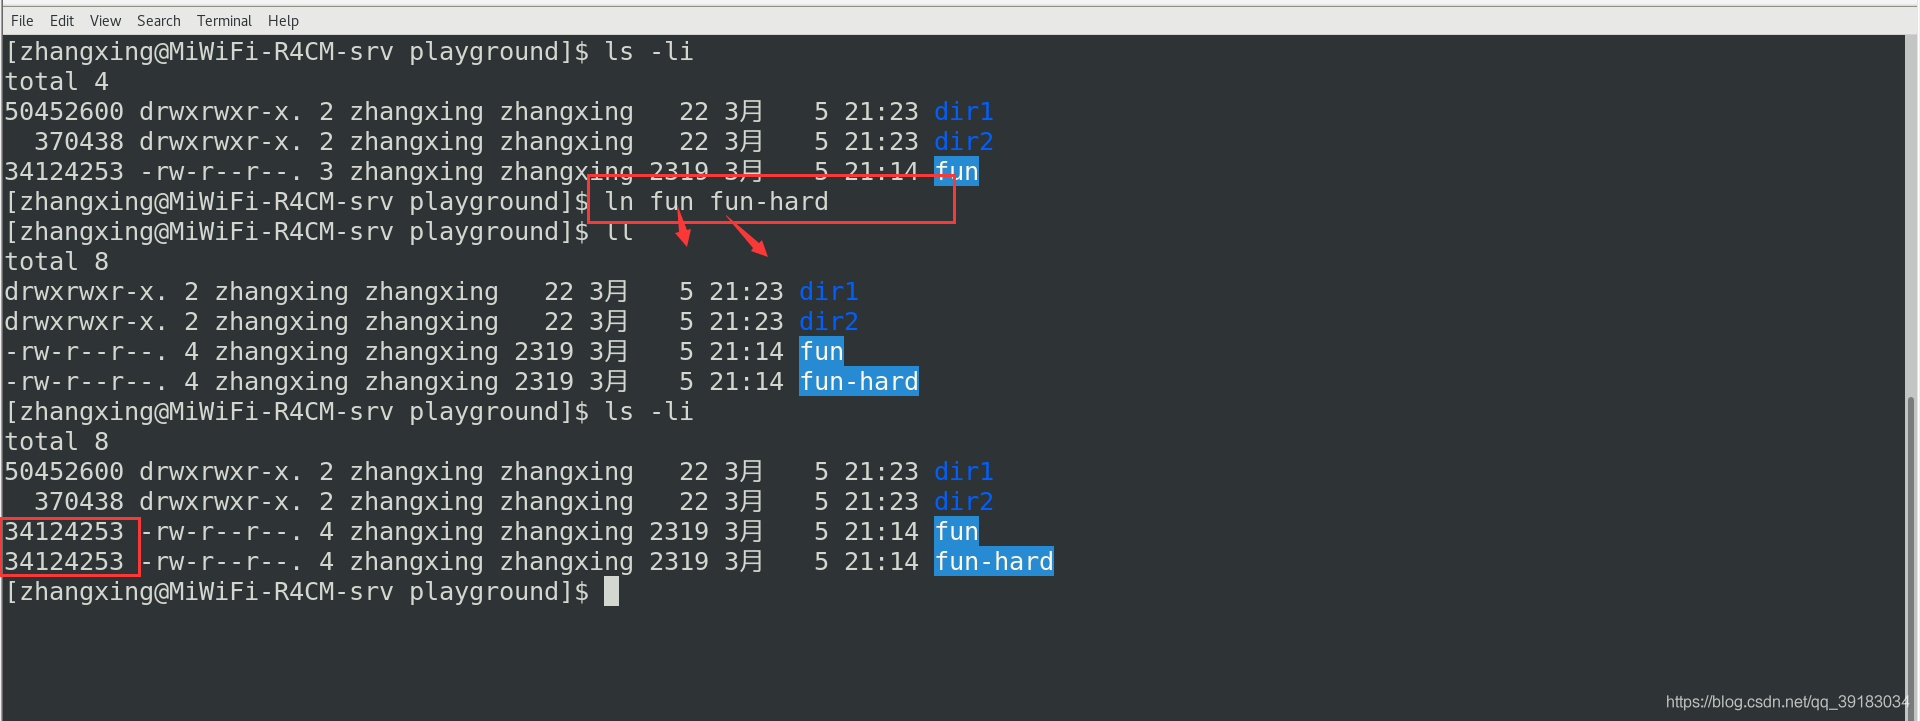 File Edit View Search Terminal Help
[zhangxing@MiWiFi-R4CM-srv playground]$ ls -li
total 4
50452600 drwxrwxr-x. 2 zhangxing zhangxing   22 3月   5 21:23 dir1
  370438 drwxrwxr-x. 2 zhangxing zhangxing   22 3月   5 21:23 dir2
34124253 -rw-r--r--. 3 zhangxing zhangxing 2319 3月   5 21:14 fun
[zhangxing@MiWiFi-R4CM-srv playground]$ ln fun fun-hard
[zhangxing@MiWiFi-R4CM-srv playground]$ ll
total 8
drwxrwxr-x. 2 zhangxing zhangxing   22 3月   5 21:23 dir1
drwxrwxr-x. 2 zhangxing zhangxing   22 3月   5 21:23 dir2
-rw-r--r--. 4 zhangxing zhangxing 2319 3月   5 21:14 fun
-rw-r--r--. 4 zhangxing zhangxing 2319 3月   5 21:14 fun-hard
[zhangxing@MiWiFi-R4CM-srv playground]$ ls -li
total 8
50452600 drwxrwxr-x. 2 zhangxing zhangxing   22 3月   5 21:23 dir1
  370438 drwxrwxr-x. 2 zhangxing zhangxing   22 3月   5 21:23 dir2
34124253 -rw-r--r--. 4 zhangxing zhangxing 2319 3月   5 21:14 fun
34124253 -rw-r--r--. 4 zhangxing zhangxing 2319 3月   5 21:14 fun-hard
[zhangxing@MiWiFi-R4CM-srv playground]$
https://blog.csdn.net/qq_39183034